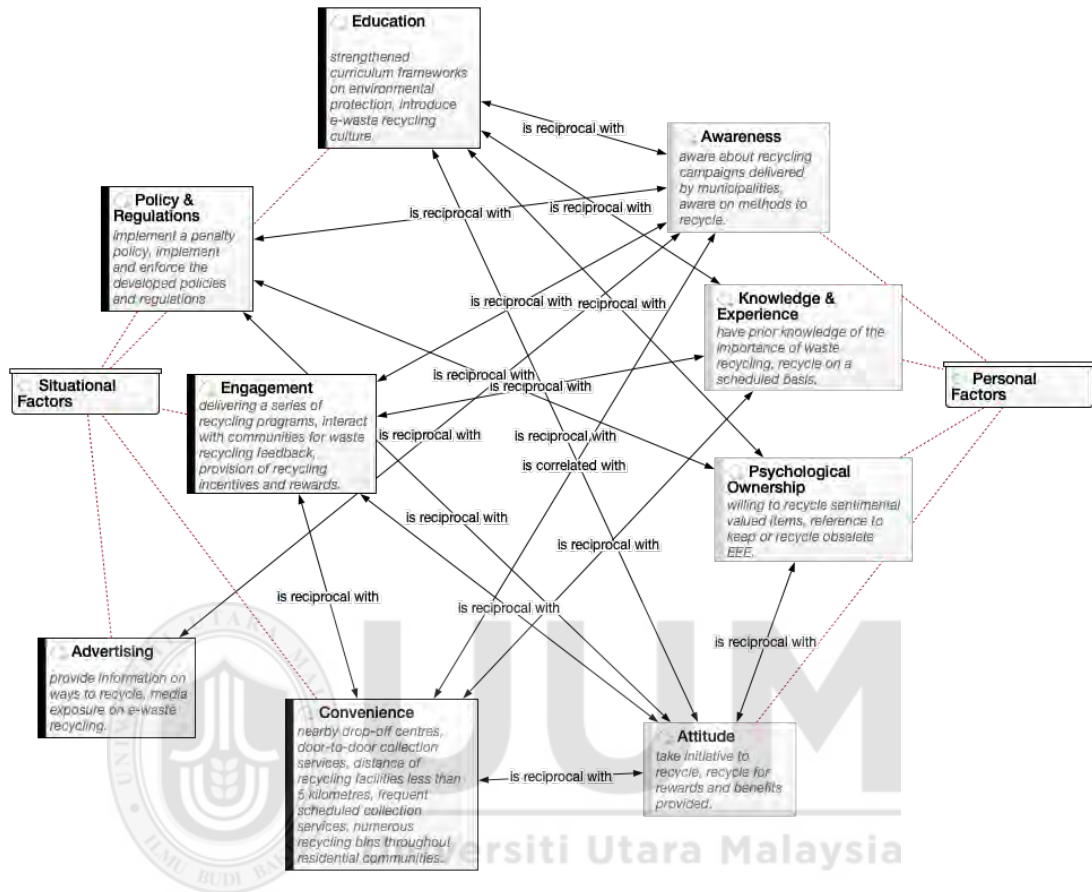 Education
strengthened
curriculum frameworks
on environmental
protection, introduce
e-waste recycling
culture.
is reciprocal with
Awareness
aware about recycling
campaigns delivered
by municipalities,
aware on methods to
recycle.
Policy &
Regulations
implement a penalty
policy, implement
and enforce the
developed policies
and regulations
is reciprocal with
is reciprocal with
is reciprocal with
is reciprocal with
Knowledge &
Experience
have prior knowledge of the
importance of waste
recycling, recycle on a
scheduled basis.
Situational
Factors
Engagement
delivering a series of
recycling programs, interact
with communities for waste
recycling feedback,
provision of recycling
incentives and rewards.
is reciprocal with
is reciprocal with
Personal
Factors
is reciprocal with
is reciprocal with
is correlated with
Psychological
Ownership
willing to recycle sentimental
valued items, reference to
keep or recycle obsolete
EEE.
is reciprocal with
is reciprocal with
is reciprocal with
is reciprocal with
is reciprocal with
Advertising
provide information on
ways to recycle, media
exposure on e-waste
recycling.
Convenience
nearby drop-off centres,
door-to-door collection
services, distance of
recycling facilities less than
5 kilometres, frequent
scheduled collection
services, numerous
recycling bins throughout
residential communities.
is reciprocal with
Attitude
take initiative to
recycle, recycle for
rewards and benefits
provided.
UUM
Universiti Utara Malaysia
UTARA
ILMU BUDI